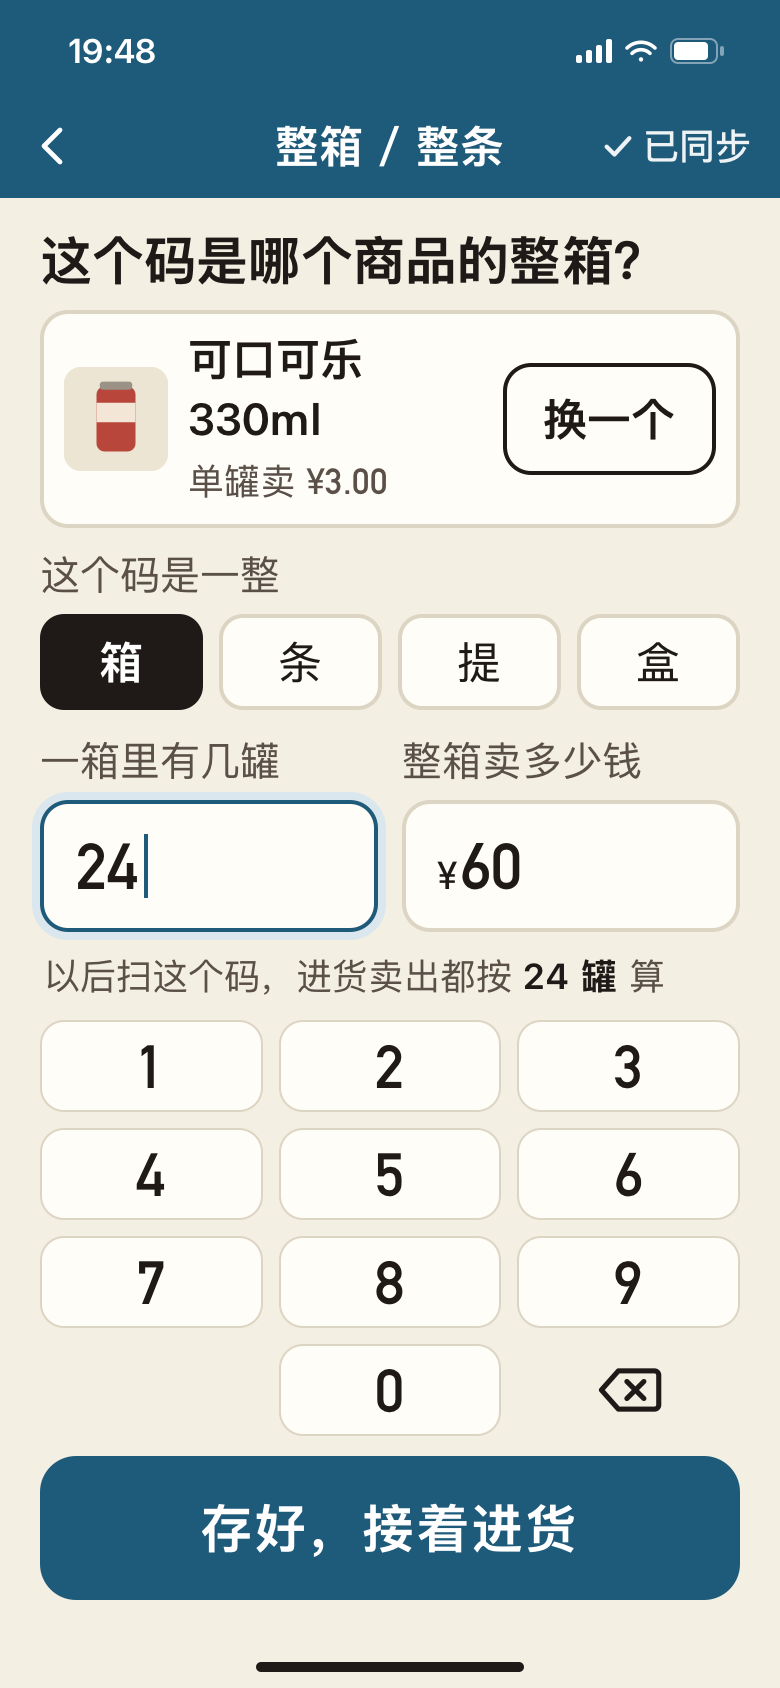 19:48
整箱 / 整条
已同步
这个码是哪个商品的整箱?
可口可乐
330ml
单罐卖 ¥3.00
换一个
这个码是一整
箱
条
提
盒
一箱里有几罐
整箱卖多少钱
24
¥60
以后扫这个码，进货卖出都按 24 罐 算
1
2
3
4
5
6
7
8
9
0
存好，接着进货